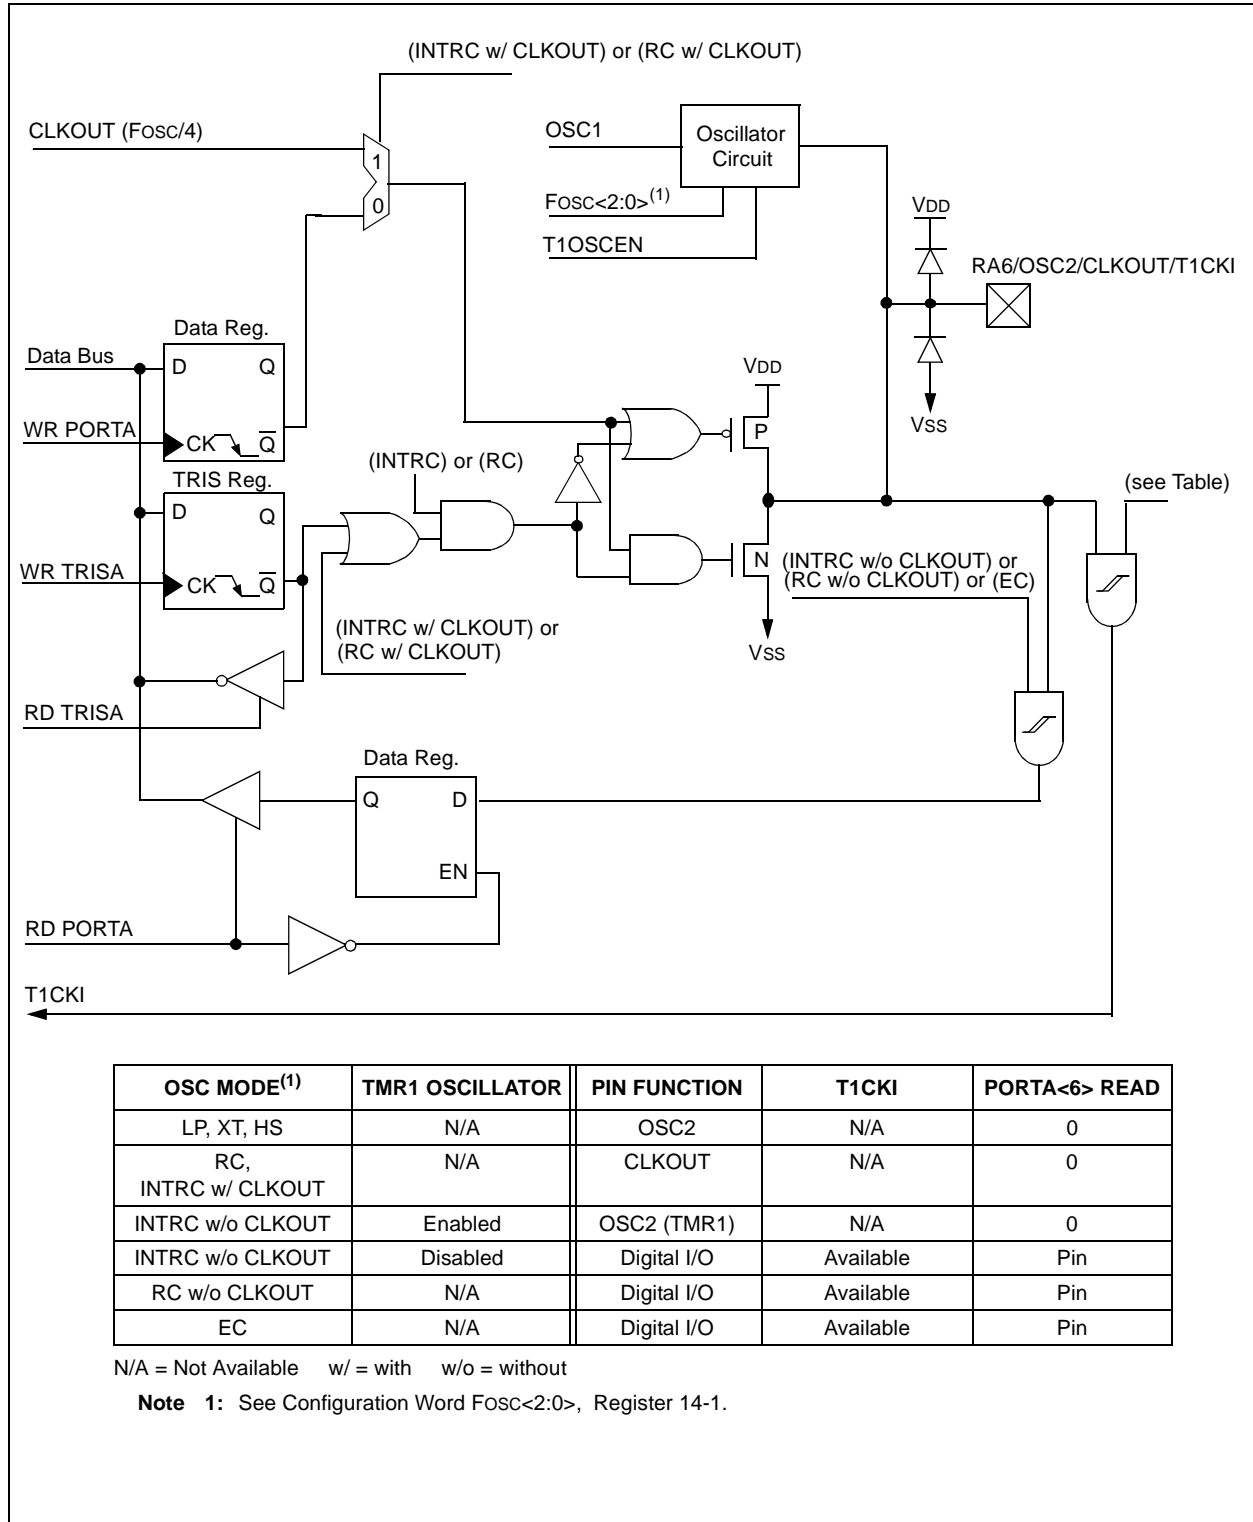 (INTRC w/ CLKOUT) or (RC w/ CLKOUT)
CLKOUT (FOSC/4)
1
0
OSC1
Oscillator
Circuit
FOSC<2:0>(1)
T1OSCEN
VDD
RA6/OSC2/CLKOUT/T1CKI
VSS
Data Reg.
Data Bus
D
Q
WR PORTA
CK
Q
VDD
P
(INTRC) or (RC)
TRIS Reg.
D
Q
WR TRISA
CK
Q
N
VSS
(see Table)
(INTRC w/o CLKOUT) or
(RC w/o CLKOUT) or (EC)
(INTRC w/ CLKOUT) or
(RC w/ CLKOUT)
RD TRISA
Data Reg.
Q
D
EN
RD PORTA
T1CKI
OSC MODE(1) TMR1 OSCILLATOR PIN FUNCTION T1CKI PORTA<6> READ
LP, XT, HS N/A OSC2 N/A 0
RC, N/A CLKOUT N/A 0
INTRC w/ CLKOUT
INTRC w/o CLKOUT Enabled OSC2 (TMR1) N/A 0
INTRC w/o CLKOUT Disabled Digital I/O Available Pin
RC w/o CLKOUT N/A Digital I/O Available Pin
EC N/A Digital I/O Available Pin
N/A = Not Available w/ = with w/o = without
Note 1: See Configuration Word FOSC<2:0>, Register 14-1.